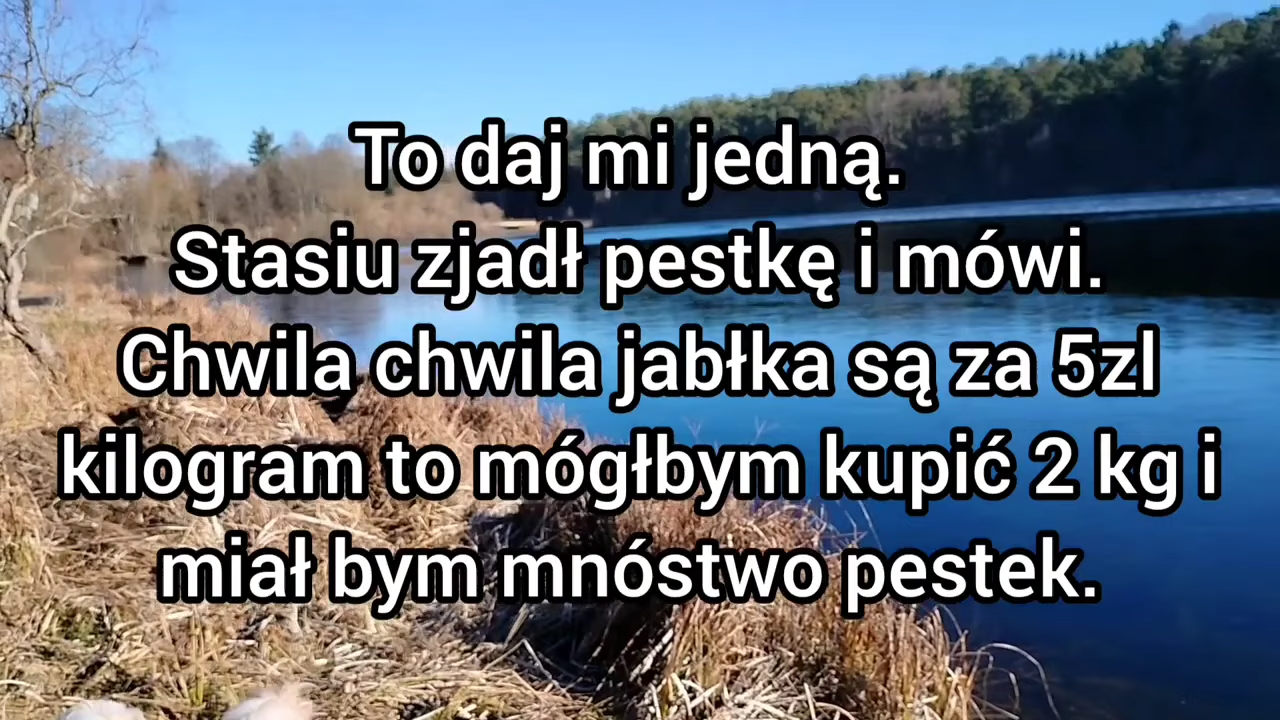 To daj mi jedną.
Stasiu zjadł pestkę i mówi.
Chwila chwila jabłka są za 5zl
kilogram to mógłbym kupić 2 kg i
miał bym mnóstwo pestek.